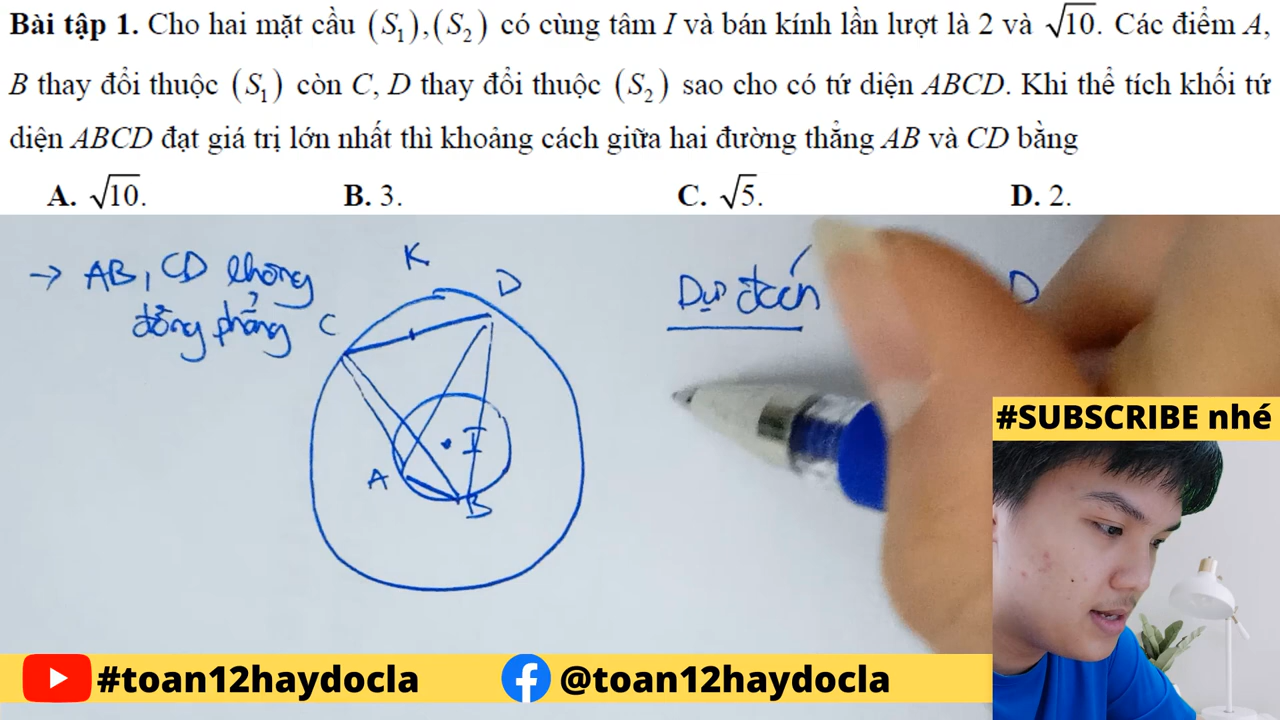 Bài tập 1. Cho hai mặt cầu (S₁),(S₂) có cùng tâm I và bán kính lần lượt là 2 và √10. Các điểm A,
B thay đổi thuộc (S₁) còn C, D thay đổi thuộc (S₂) sao cho có tứ diện ABCD. Khi thể tích khối tứ
diện ABCD đạt giá trị lớn nhất thì khoảng cách giữa hai đường thẳng AB và CD bằng
A. √10. B. 3. C. √5. D. 2.
→ AB, CD không
đồng phẳng
K
D
C
I
A
B
Dự đoán
D
#SUBSCRIBE nhé
#toan12haydocla
@toan12haydocla